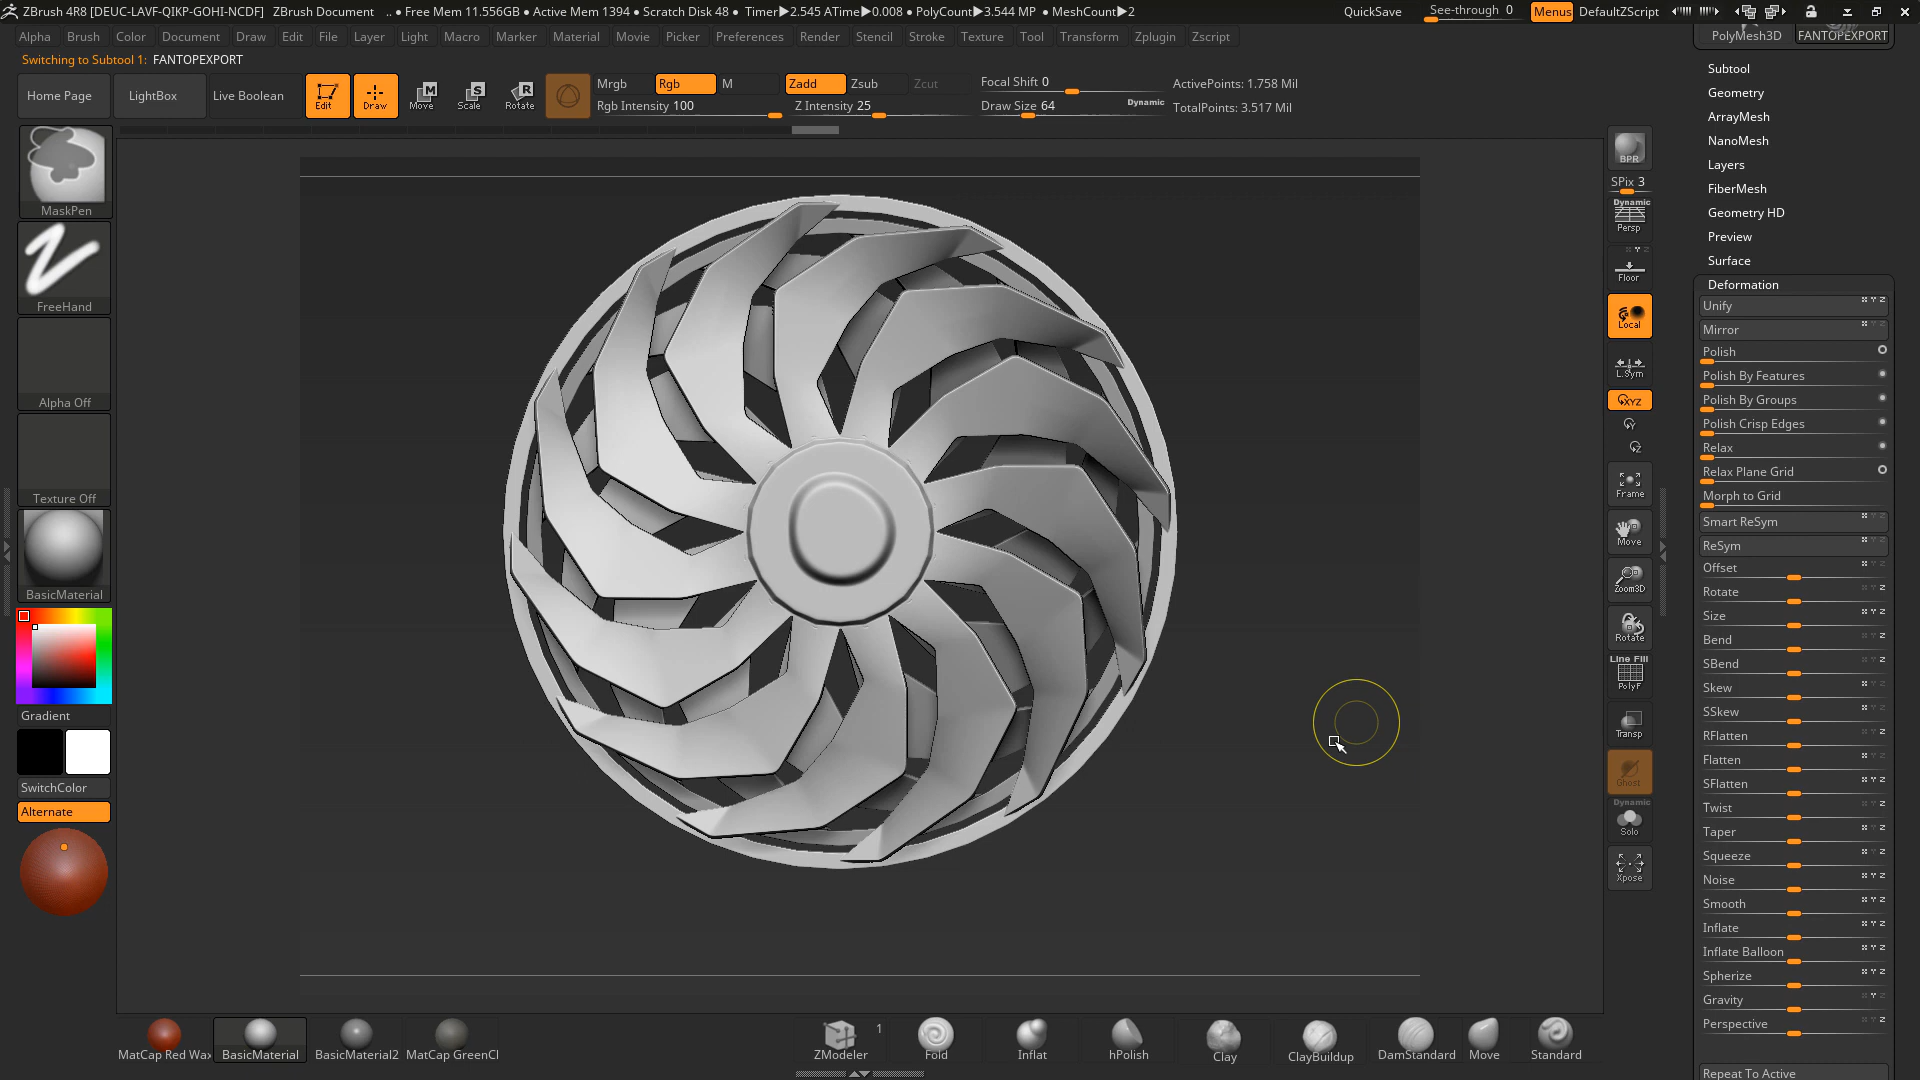 ZBrush 4R8 [DEUC-LAVF-QIKP-GOHI-NCDF] ZBrush Document .. ● Free Mem 11.556GB ● Active Mem 1394 ● Scratch Disk 48 ● Timer▶2.545 ATime▶0.008 ● PolyCount▶3.544 MP ● MeshCount▶2 QuickSave See-through 0 Menus DefaultZScript
Alpha Brush Color Document Draw Edit File Layer Light Macro Marker Material Movie Picker Preferences Render Stencil Stroke Texture Tool Transform Zplugin Zscript
PolyMesh3D FANTOPEXPORT
Switching to Subtool 1: FANTOPEXPORT
Home Page LightBox Live Boolean Edit Draw Move Scale Rotate
Mrgb Rgb M Zadd Zsub Zcut Focal Shift 0 ActivePoints: 1.758 Mil
Rgb Intensity 100 Z Intensity 25 Draw Size 64 Dynamic TotalPoints: 3.517 Mil
MaskPen
FreeHand
Alpha Off
Texture Off
BasicMaterial
Gradient
SwitchColor
Alternate
BPR
SPix 3
Dynamic
Persp
Floor
Local
L.Sym
XYZ
Y
Z
Frame
Move
Zoom3D
Rotate
Line Fill
PolyF
Transp
Ghost
Dynamic
Solo
Xpose
Subtool
Geometry
ArrayMesh
NanoMesh
Layers
FiberMesh
Geometry HD
Preview
Surface
Deformation
Unify
Mirror
Polish
Polish By Features
Polish By Groups
Polish Crisp Edges
Relax
Relax Plane Grid
Morph to Grid
Smart ReSym
ReSym
Offset
Rotate
Size
Bend
SBend
Skew
SSkew
RFlatten
Flatten
SFlatten
Twist
Taper
Squeeze
Noise
Smooth
Inflate
Inflate Balloon
Spherize
Gravity
Perspective
Repeat To Active
MatCap Red Wax BasicMaterial BasicMaterial2 MatCap GreenCl
1
ZModeler Fold Inflat hPolish Clay ClayBuildup DamStandard Move Standard